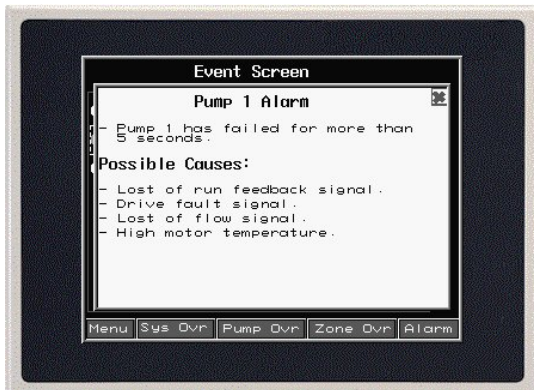 Event Screen
Pump 1 Alarm
- Pump 1 has failed for more than
5 seconds.
Possible Causes:
- Lost of run feedback signal.
- Drive fault signal.
- Lost of flow signal.
- High motor temperature.
Menu Sys Ovr Pump Ovr Zone Ovr Alarm